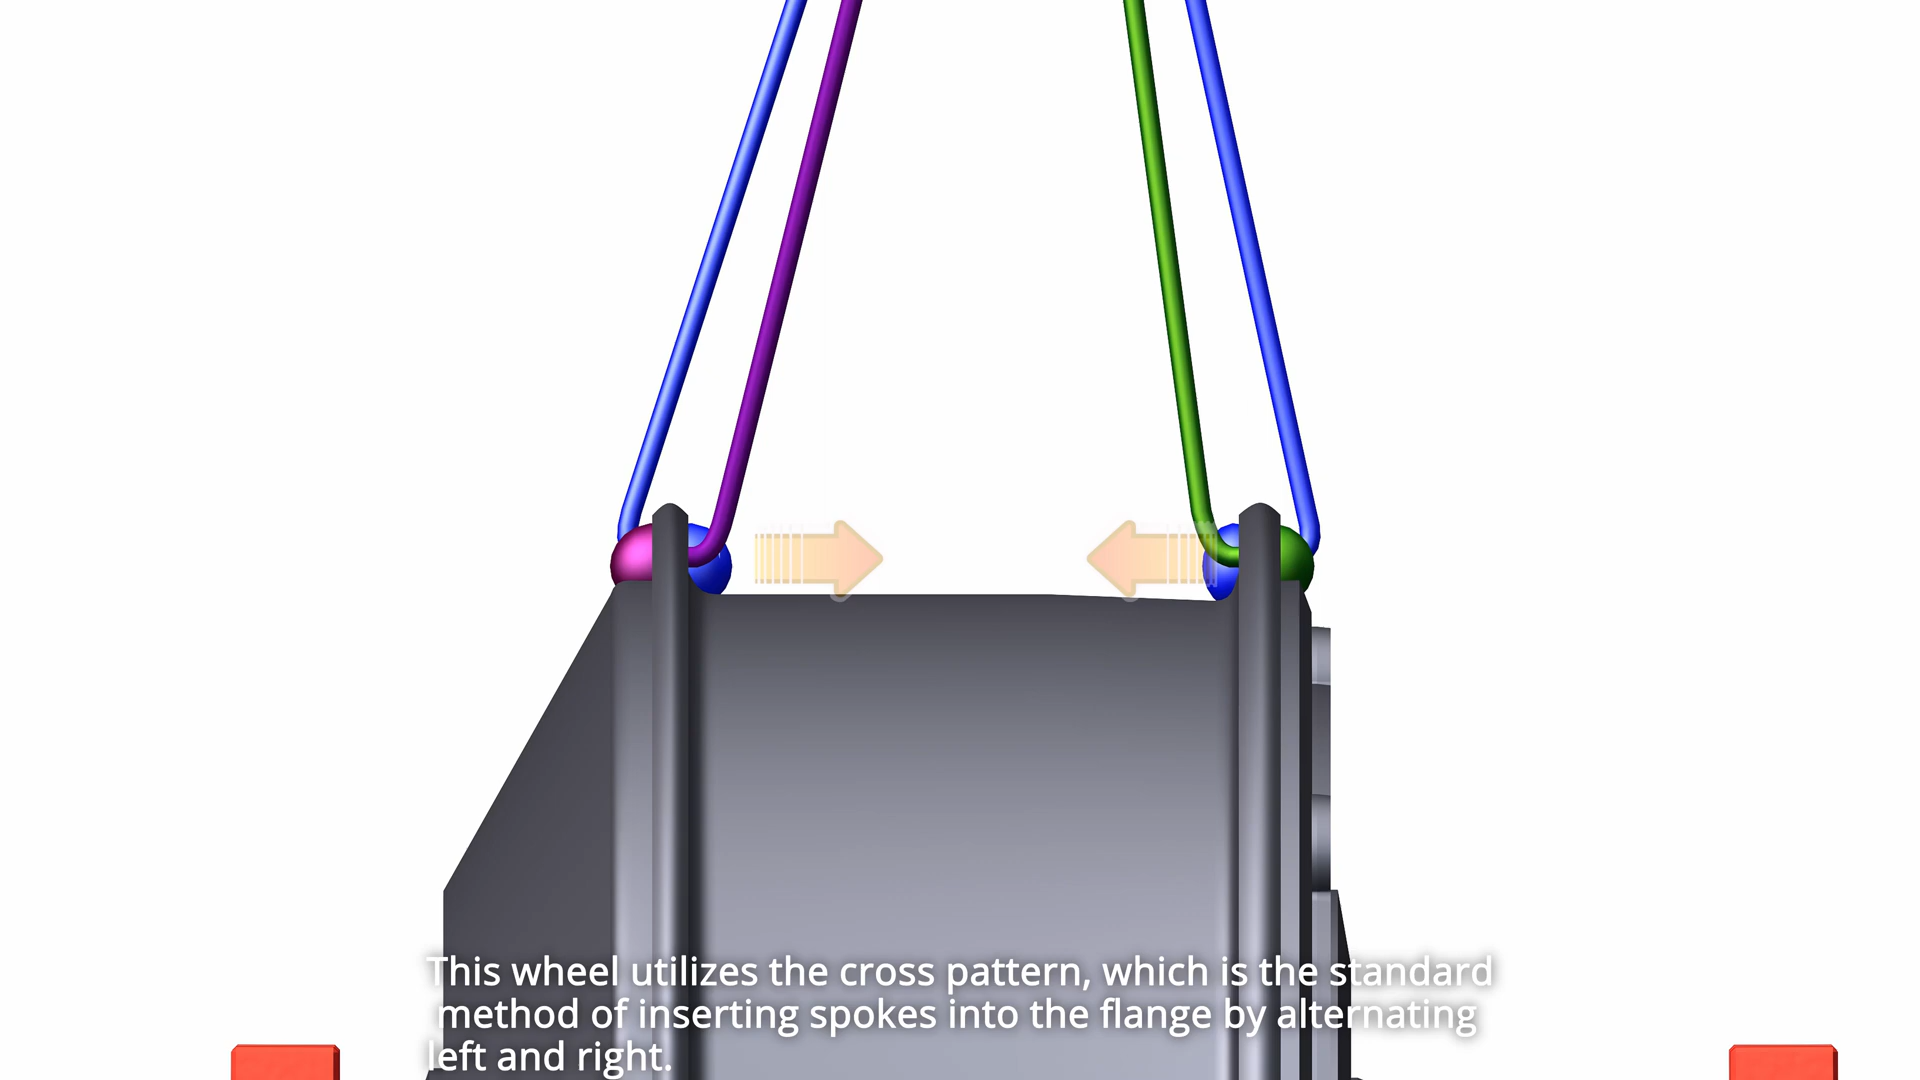 This wheel utilizes the cross pattern, which is the standard
method of inserting spokes into the flange by alternating
left and right.